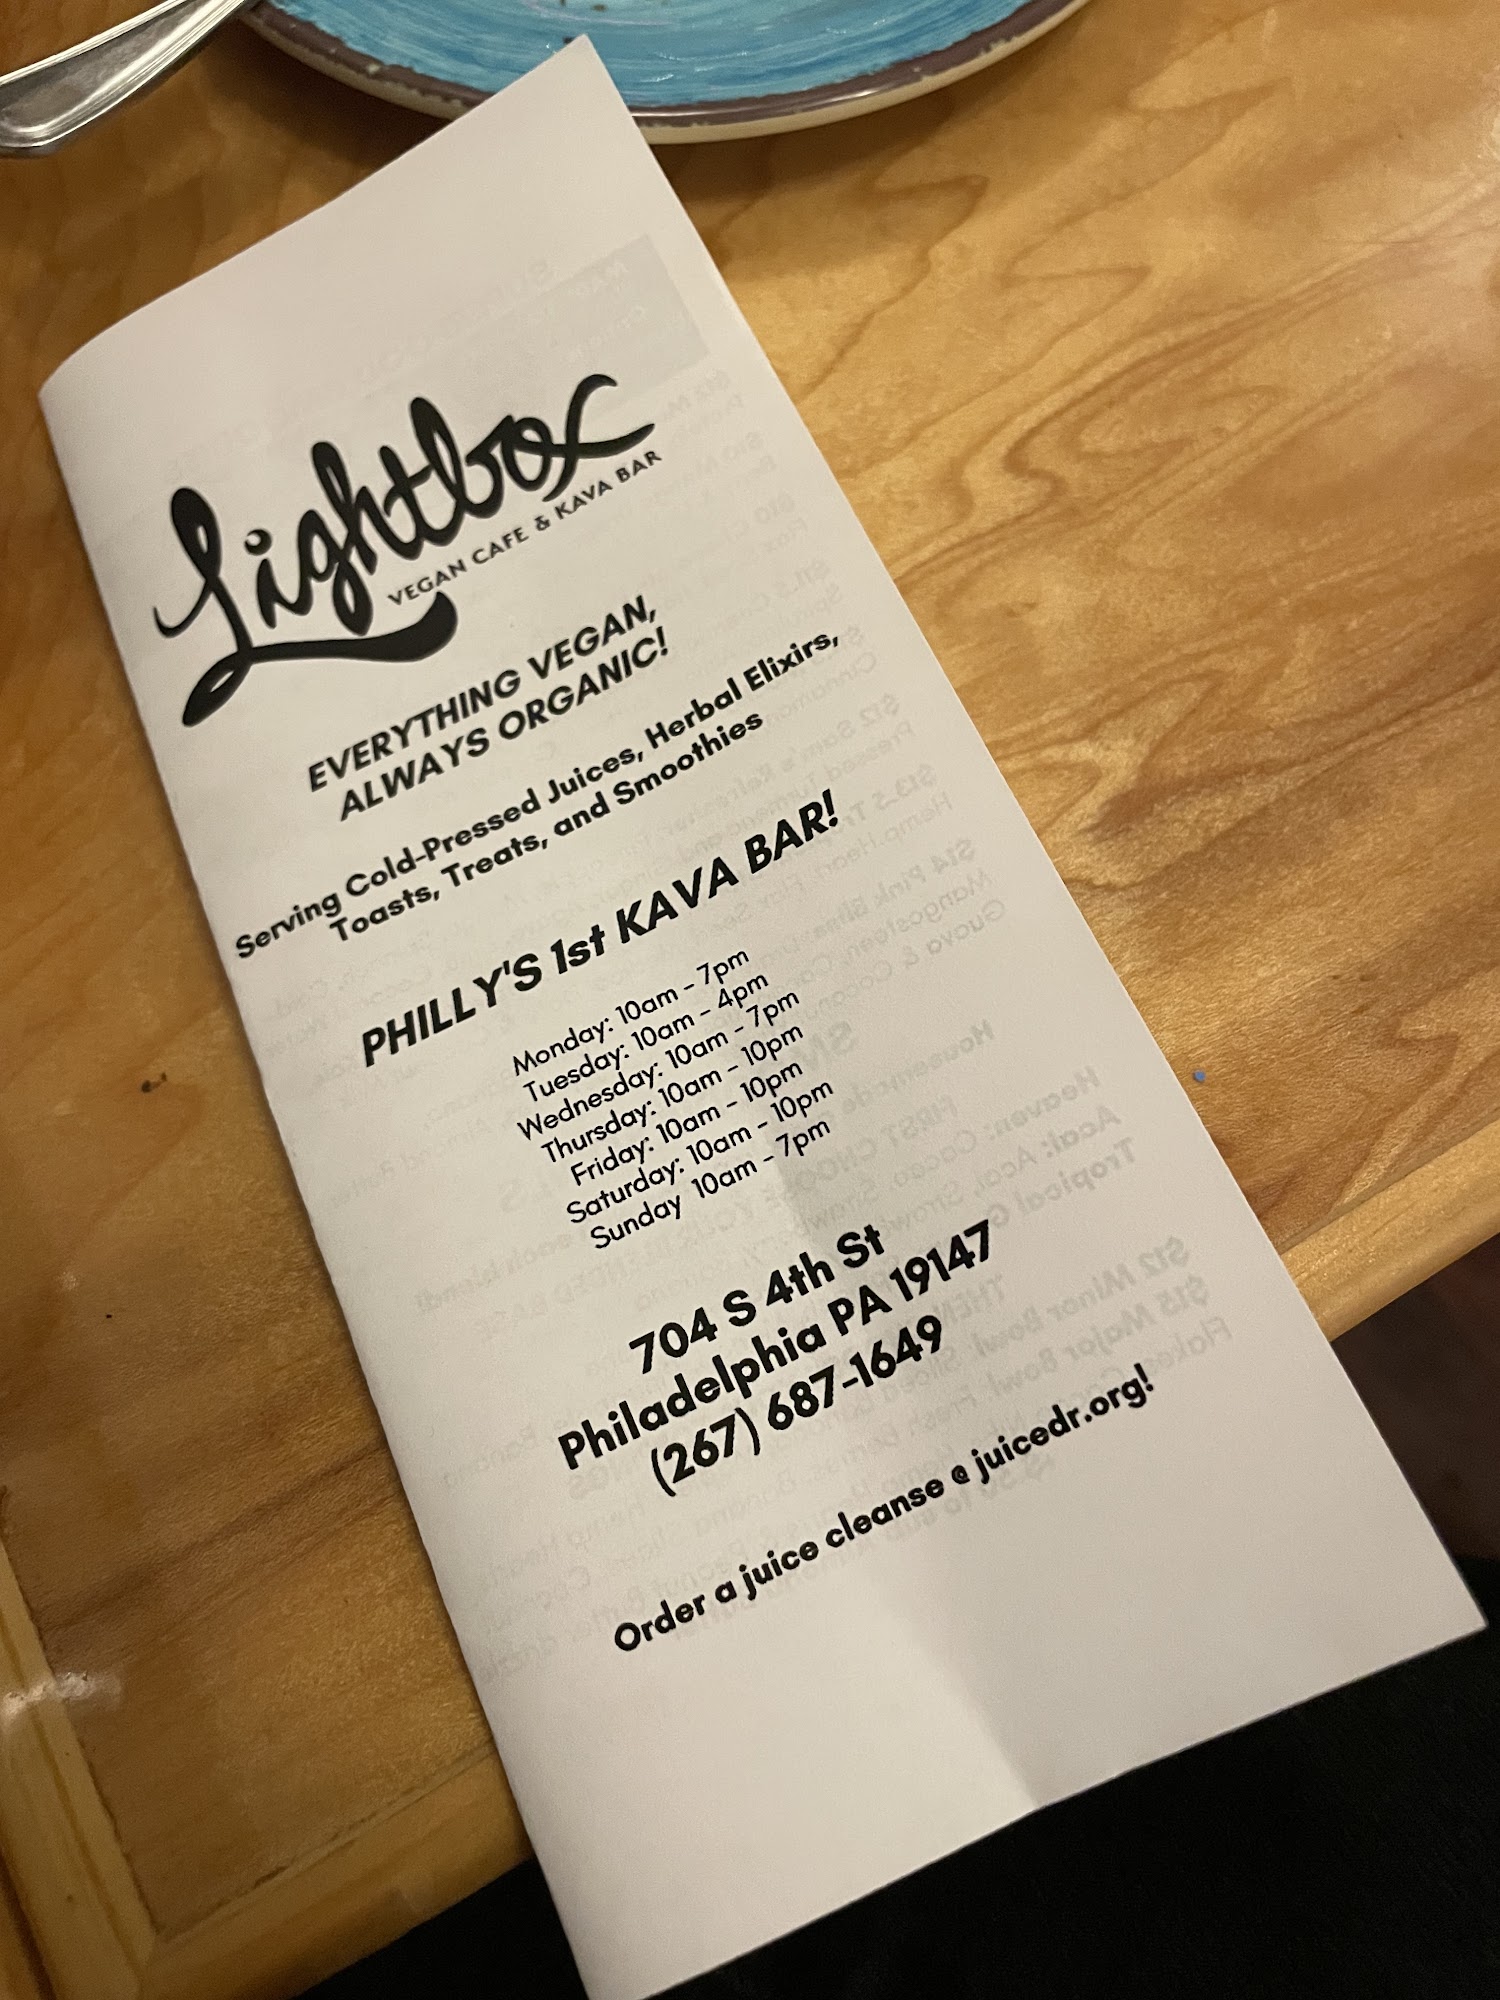 Lightbox
VEGAN CAFE & KAVA BAR
EVERYTHING VEGAN,
ALWAYS ORGANIC!
Serving Cold-Pressed Juices, Herbal Elixirs,
Toasts, Treats, and Smoothies
PHILLY'S 1st KAVA BAR!
Monday: 10am - 7pm
Tuesday: 10am - 4pm
Wednesday: 10am - 7pm
Thursday: 10am - 10pm
Friday: 10am - 10pm
Saturday: 10am - 10pm
Sunday 10am - 7pm
704 S 4th St
Philadelphia PA 19147
(267) 687-1649
Order a juice cleanse @ juicedr.org!